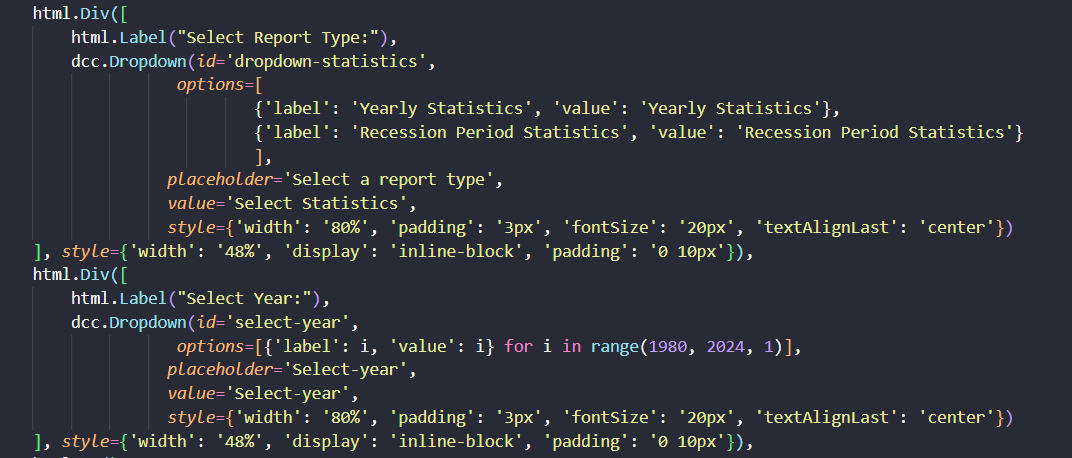 html.Div([
    html.Label("Select Report Type:"),
    dcc.Dropdown(id='dropdown-statistics',
               options=[
                       {'label': 'Yearly Statistics', 'value': 'Yearly Statistics'},
                       {'label': 'Recession Period Statistics', 'value': 'Recession Period Statistics'}
                       ],
              placeholder='Select a report type',
              value='Select Statistics',
              style={'width': '80%', 'padding': '3px', 'fontSize': '20px', 'textAlignLast': 'center'})
], style={'width': '48%', 'display': 'inline-block', 'padding': '0 10px'}),
html.Div([
    html.Label("Select Year:"),
    dcc.Dropdown(id='select-year',
               options=[{'label': i, 'value': i} for i in range(1980, 2024, 1)],
              placeholder='Select-year',
              value='Select-year',
              style={'width': '80%', 'padding': '3px', 'fontSize': '20px', 'textAlignLast': 'center'})
], style={'width': '48%', 'display': 'inline-block', 'padding': '0 10px'}),